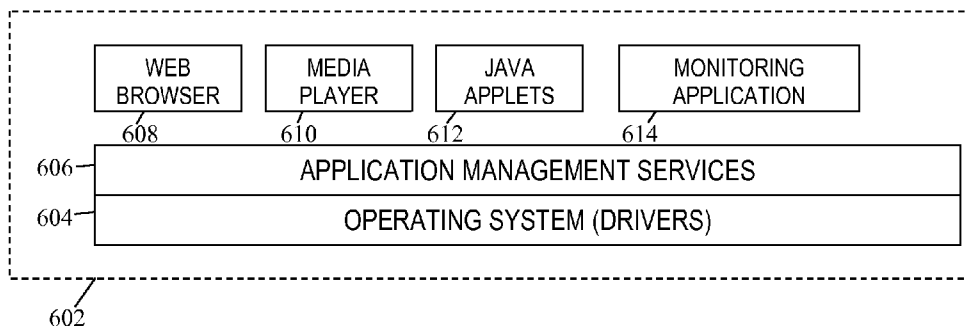 WEB
BROWSER
MEDIA
PLAYER
JAVA
APPLETS
MONITORING
APPLICATION
608
610
612
614
606
APPLICATION MANAGEMENT SERVICES
604
OPERATING SYSTEM (DRIVERS)
602